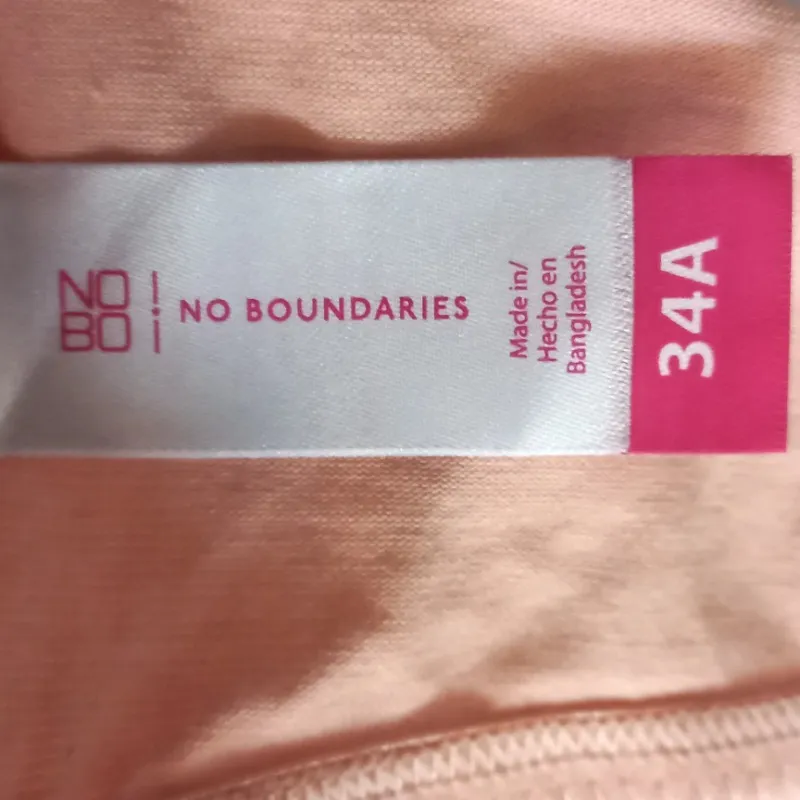 NO
BO
NO BOUNDARIES
Made in/
Hecho en
Bangladesh
34A